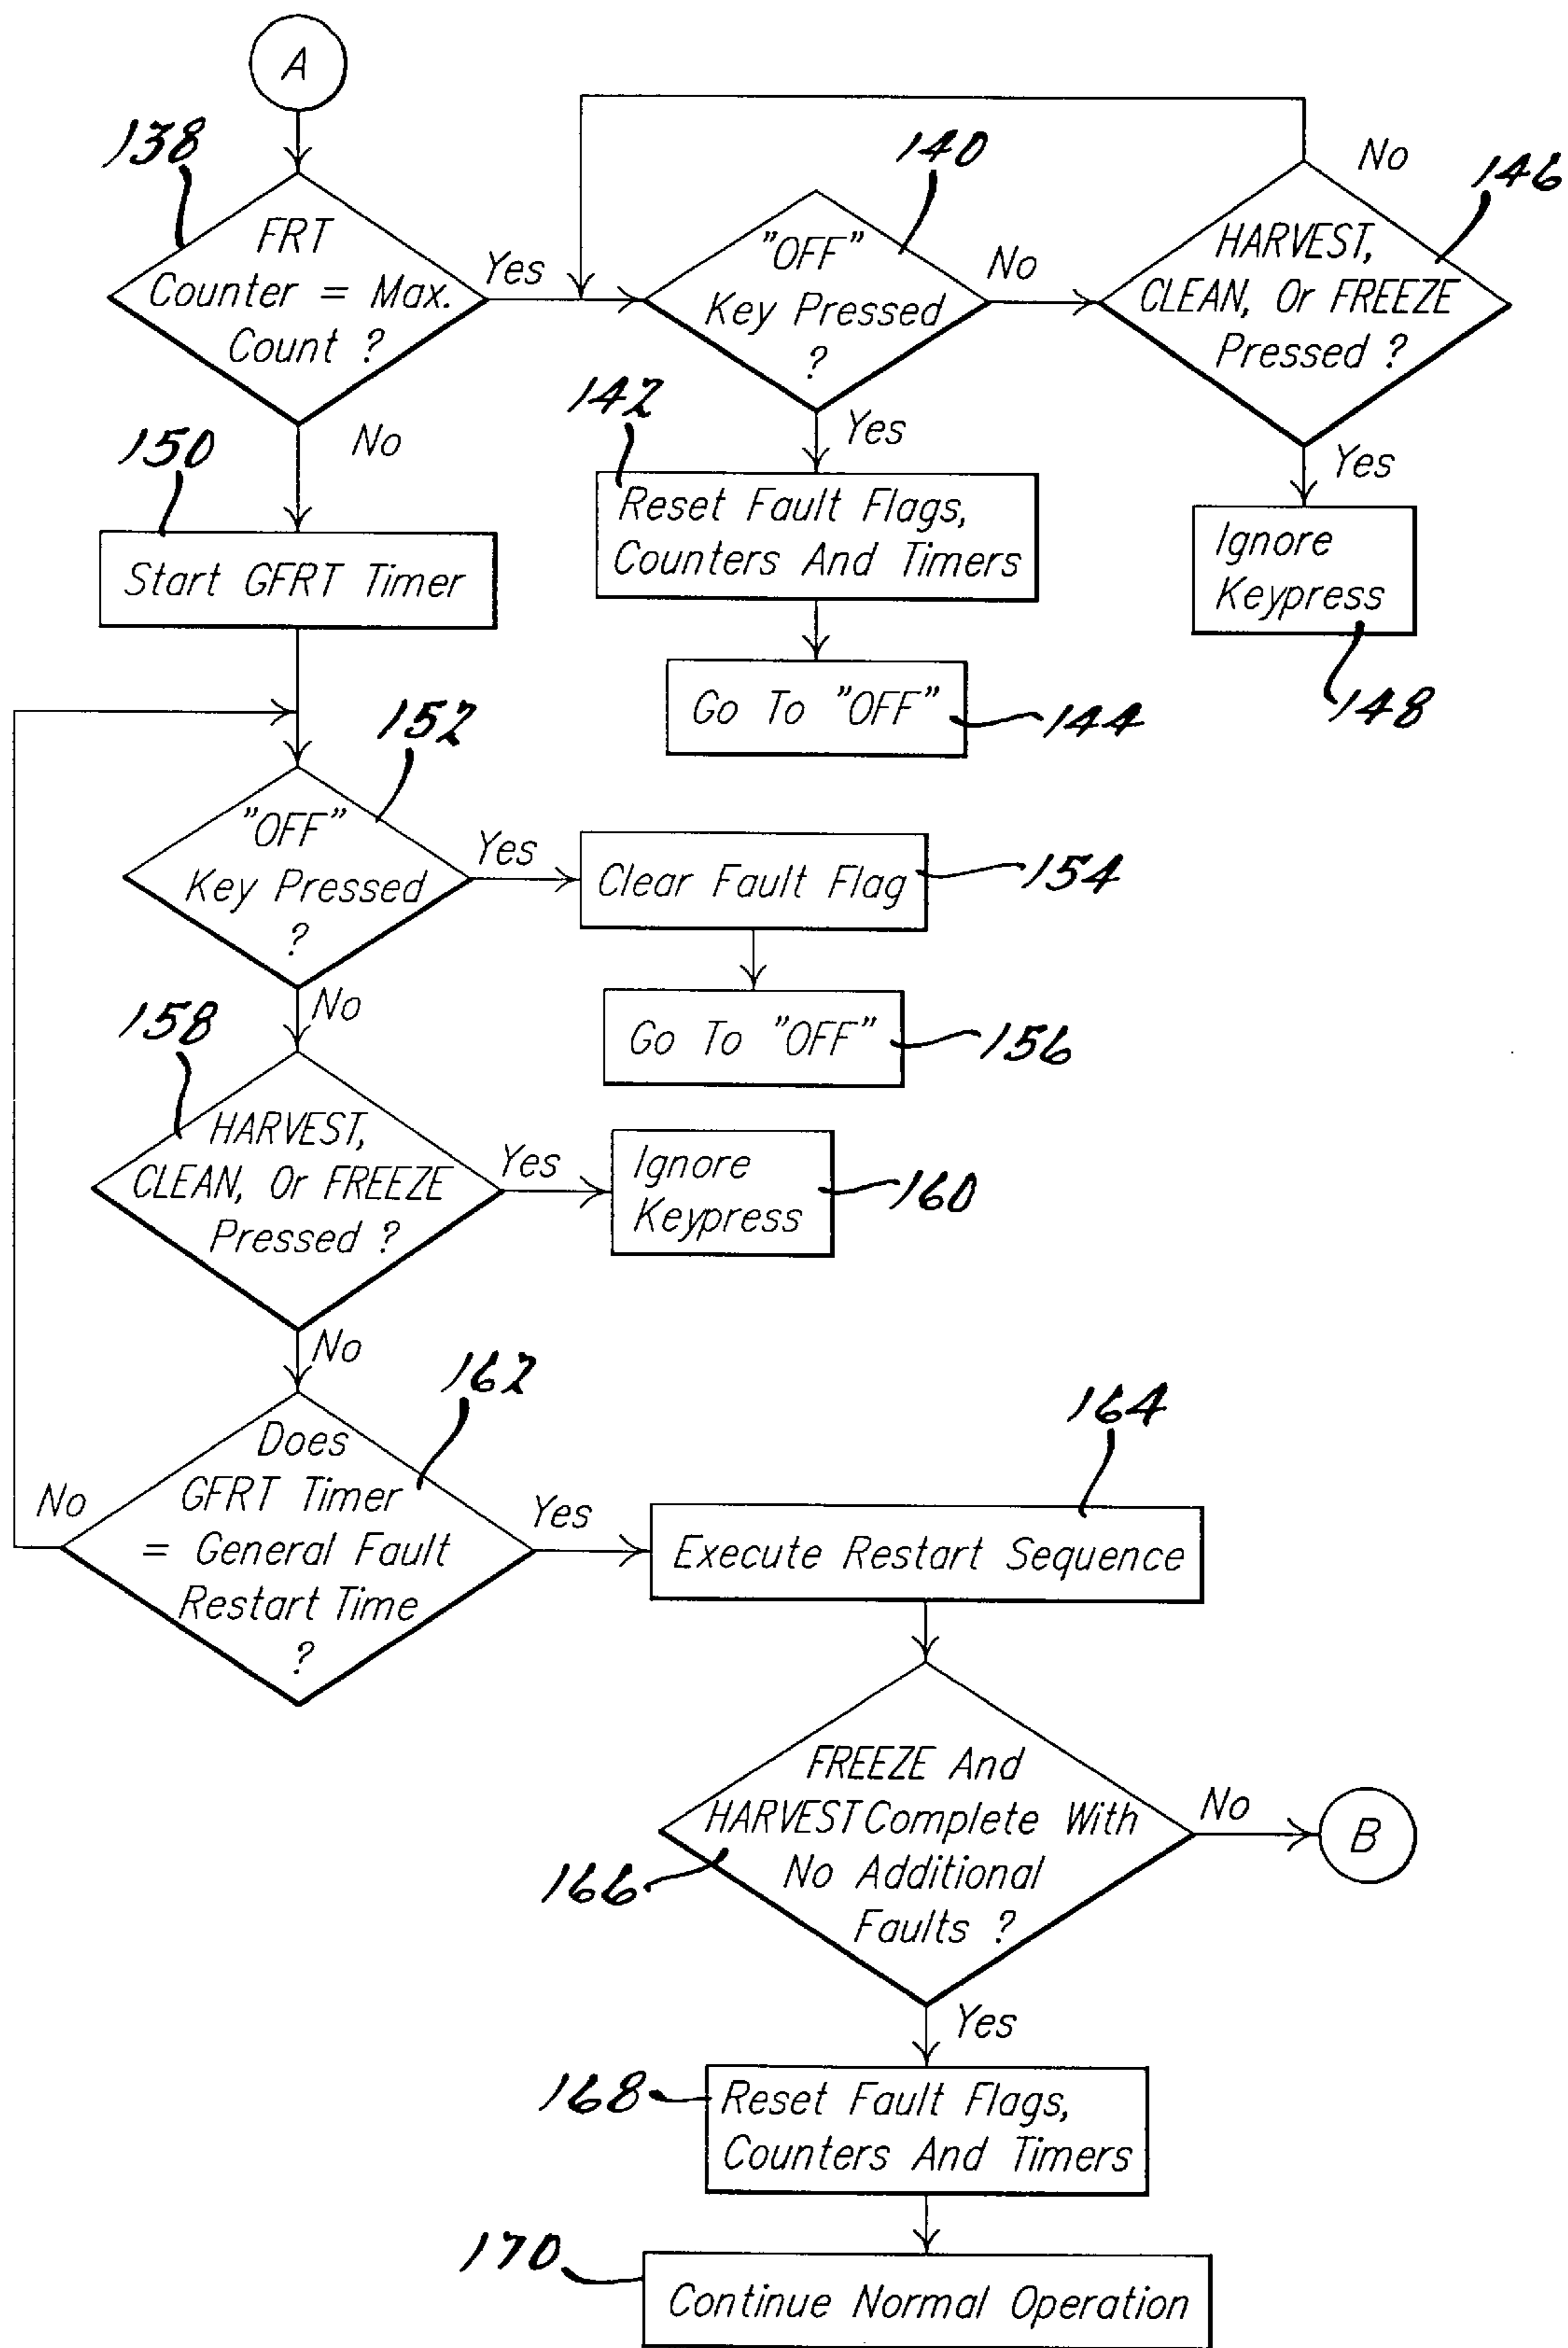 A
138
FRT
Counter = Max.
Count ?
Yes
No
140
"OFF"
Key Pressed
?
No
Yes
146
HARVEST,
CLEAN, Or FREEZE
Pressed ?
No
Yes
142
Reset Fault Flags,
Counters And Timers
Go To "OFF"
144
Ignore
Keypress
148
150
Start GFRT Timer
152
"OFF"
Key Pressed
?
Yes
No
Clear Fault Flag
154
Go To "OFF"
156
158
HARVEST,
CLEAN, Or FREEZE
Pressed ?
Yes
No
Ignore
Keypress
160
162
Does
GFRT Timer
= General Fault
Restart Time
?
No
Yes
164
Execute Restart Sequence
FREEZE And
HARVEST Complete With
No Additional
Faults ?
166
No
B
Yes
168
Reset Fault Flags,
Counters And Timers
170
Continue Normal Operation